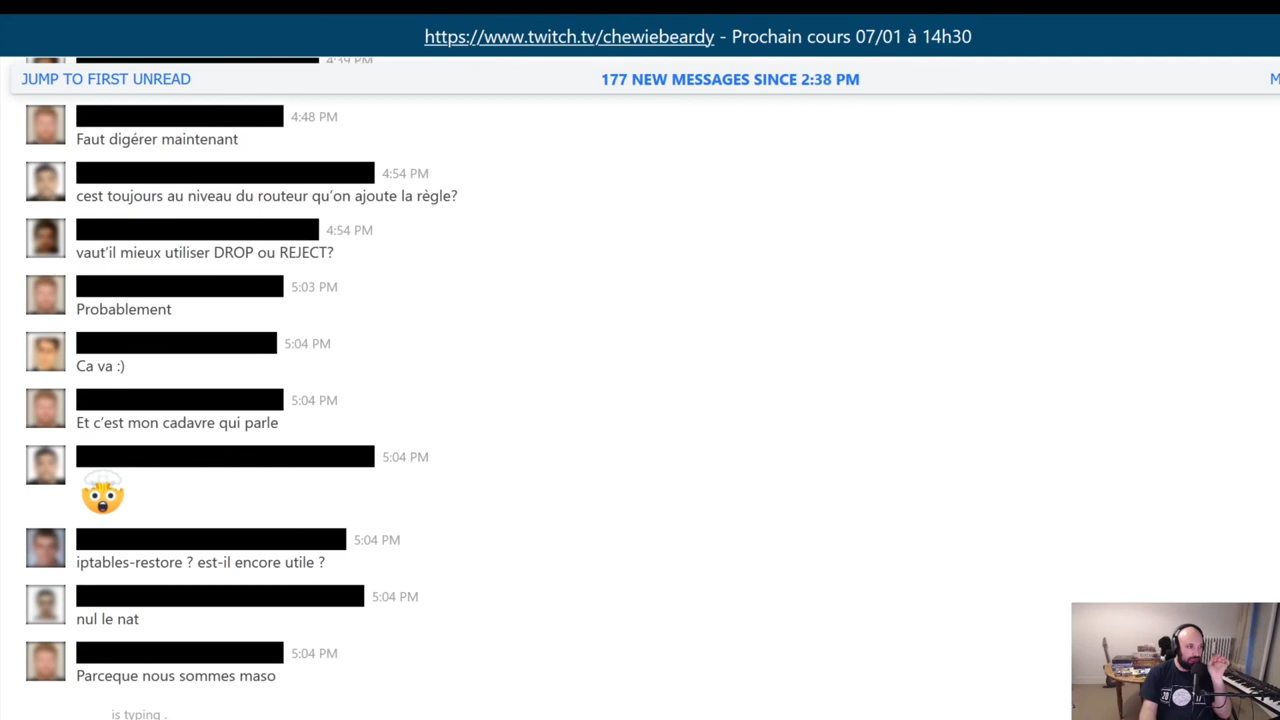 https://www.twitch.tv/chewiebeardy - Prochain cours 07/01 à 14h30
4:39 PM
JUMP TO FIRST UNREAD
177 NEW MESSAGES SINCE 2:38 PM
M
4:48 PM
Faut digérer maintenant
4:54 PM
cest toujours au niveau du routeur qu’on ajoute la règle?
4:54 PM
vaut’il mieux utiliser DROP ou REJECT?
5:03 PM
Probablement
5:04 PM
Ca va :)
5:04 PM
Et c’est mon cadavre qui parle
5:04 PM
5:04 PM
iptables-restore ? est-il encore utile ?
5:04 PM
nul le nat
5:04 PM
Parceque nous sommes maso
is typing .